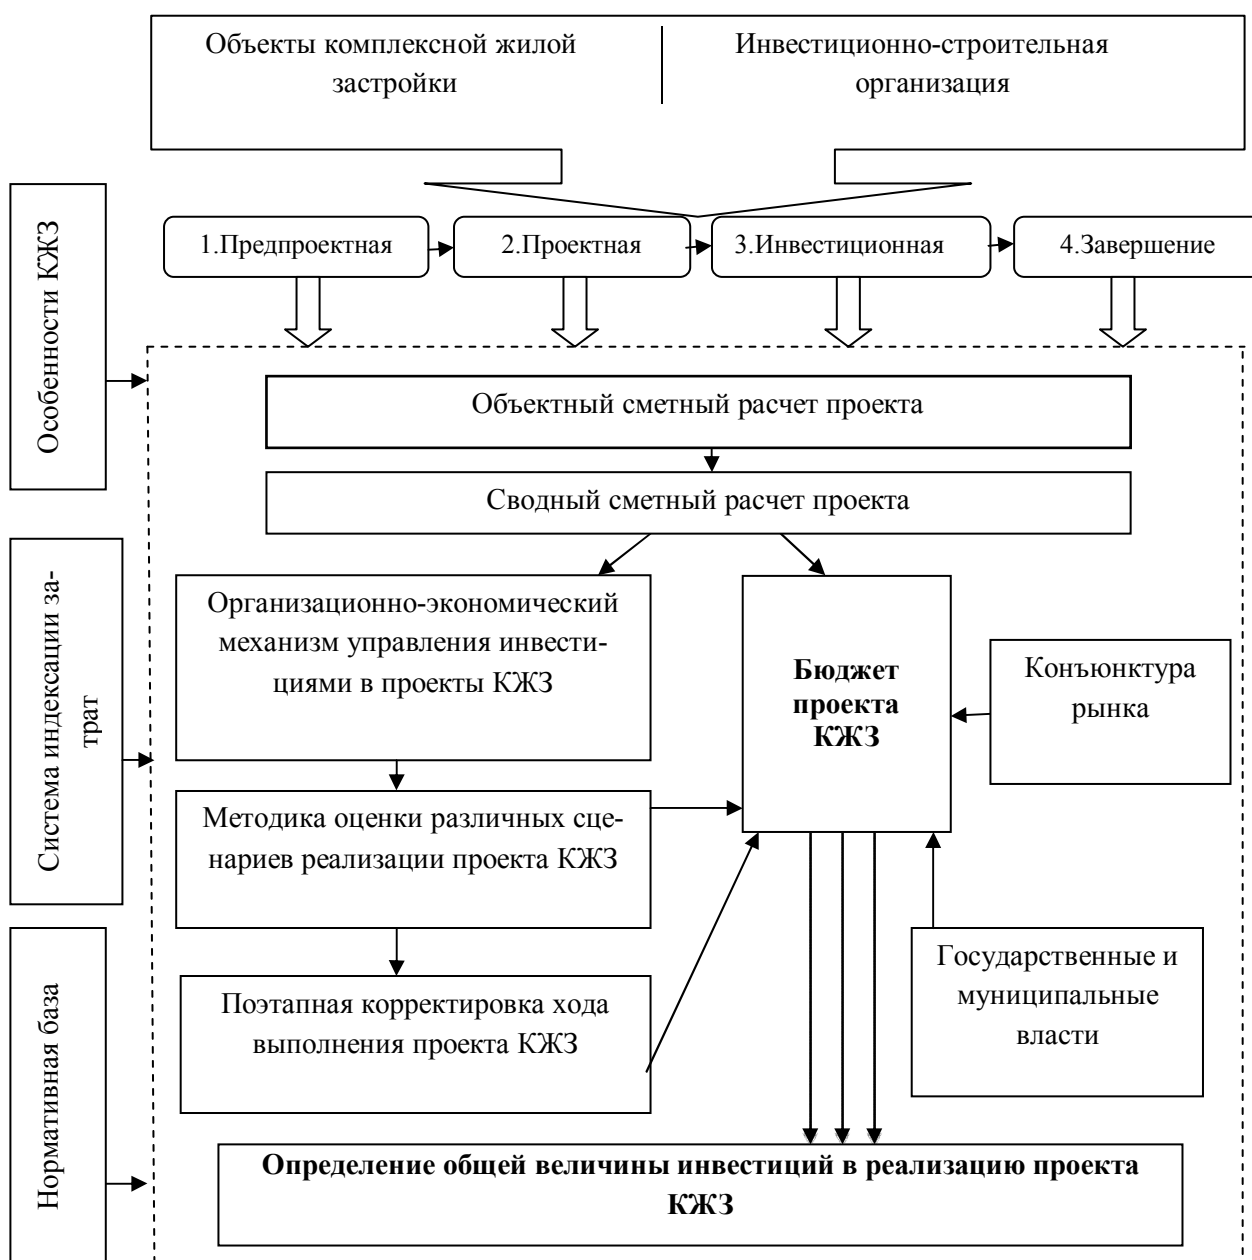 Объекты комплексной жилой
застройки
Инвестиционно-строительная
организация
Особенности КЖЗ
1.Предпроектная
2.Проектная
3.Инвестиционная
4.Завершение
Объектный сметный расчет проекта
Сводный сметный расчет проекта
Система индексации за-
трат
Организационно-экономический
механизм управления инвести-
циями в проекты КЖЗ
Бюджет
проекта
КЖЗ
Конъюнктура
рынка
Методика оценки различных сце-
нариев реализации проекта КЖЗ
Нормативная база
Поэтапная корректировка хода
выполнения проекта КЖЗ
Государственные и
муниципальные
власти
Определение общей величины инвестиций в реализацию проекта
КЖЗ